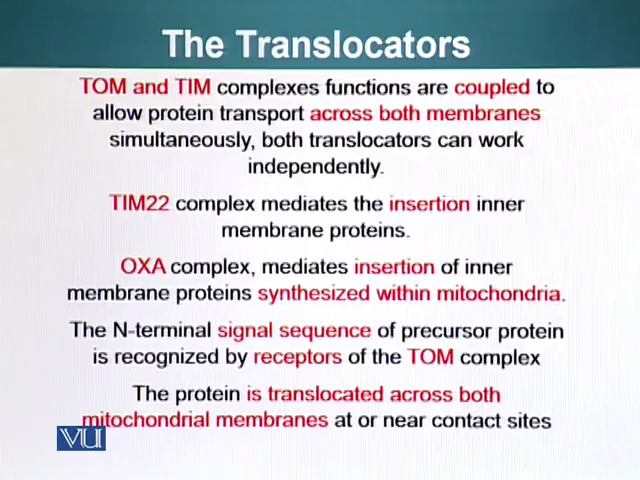 The Translocators
TOM and TIM complexes functions are coupled to
allow protein transport across both membranes
simultaneously, both translocators can work
independently.
TIM22 complex mediates the insertion inner
membrane proteins.
OXA complex, mediates insertion of inner
membrane proteins synthesized within mitochondria.
The N-terminal signal sequence of precursor protein
is recognized by receptors of the TOM complex
The protein is translocated across both
mitochondrial membranes at or near contact sites
VU